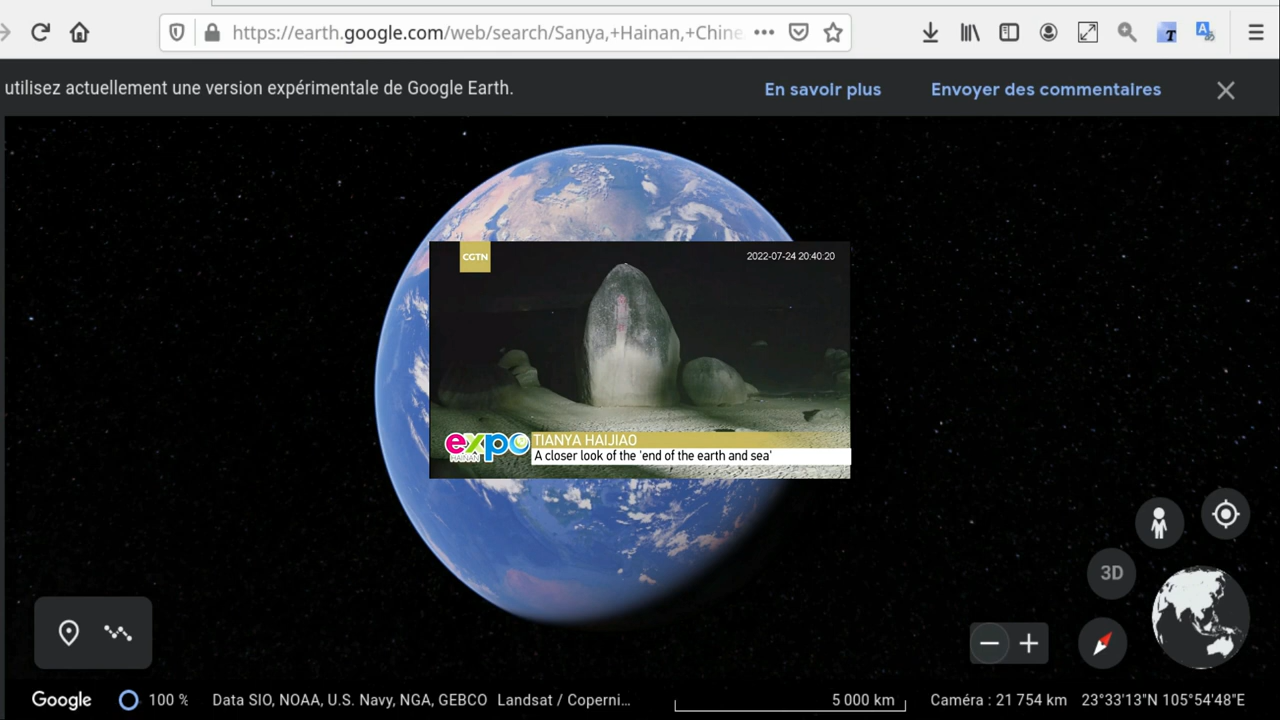 https://earth.google.com/web/search/Sanya,+Hainan,+Chine
utilisez actuellement une version expérimentale de Google Earth.
En savoir plus
Envoyer des commentaires
CGTN
2022-07-24 20:40:20
expo
HAINAN
TIANYA HAIJIAO
A closer look of the 'end of the earth and sea'
3D
Google
100 %
Data SIO, NOAA, U.S. Navy, NGA, GEBCO Landsat / Coperni...
5 000 km
Caméra : 21 754 km
23°33'13"N 105°54'48"E